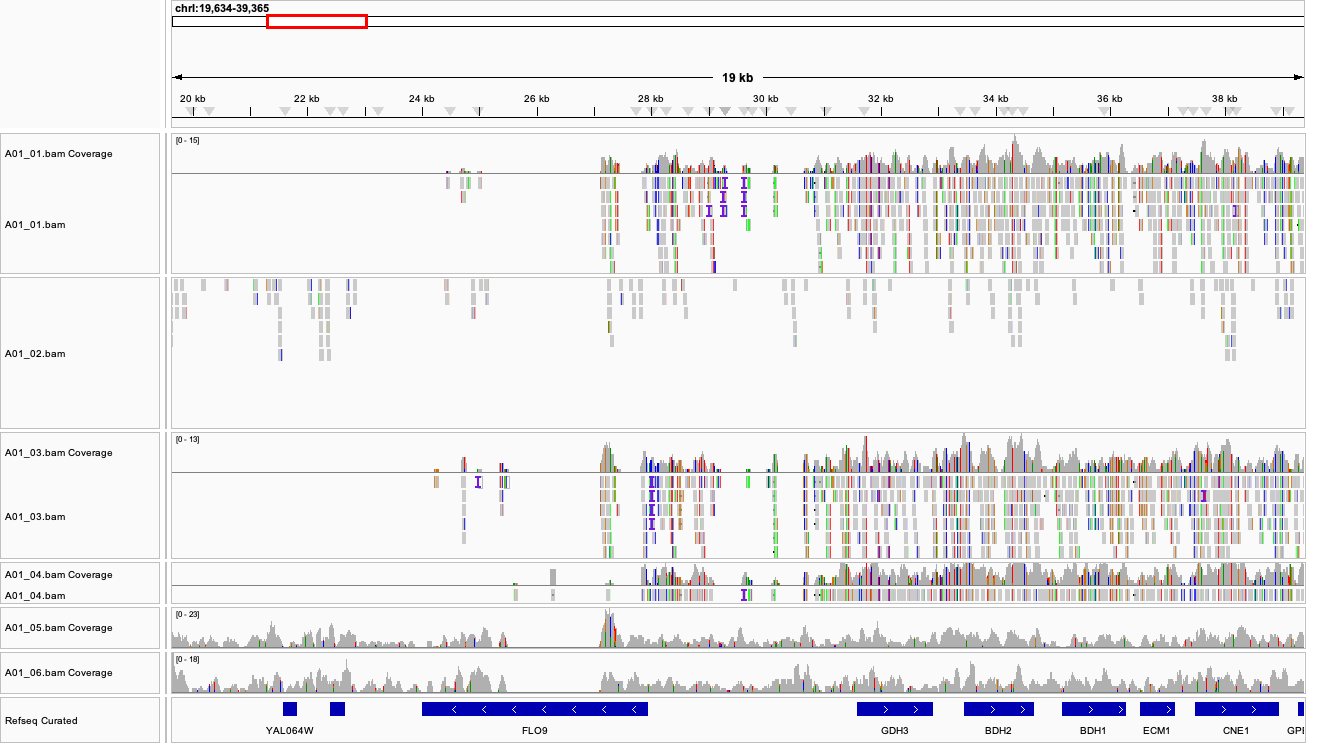 chrI:19,634-39,365
19 kb
20 kb 22 kb 24 kb 26 kb 28 kb 30 kb 32 kb 34 kb 36 kb 38 kb
[0 - 15]
A01_01.bam Coverage
A01_01.bam
A01_02.bam
[0 - 13]
A01_03.bam Coverage
A01_03.bam
A01_04.bam Coverage
A01_04.bam
[0 - 23]
A01_05.bam Coverage
[0 - 18]
A01_06.bam Coverage
Refseq Curated
YAL064W FLO9 GDH3 BDH2 BDH1 ECM1 CNE1 GPI